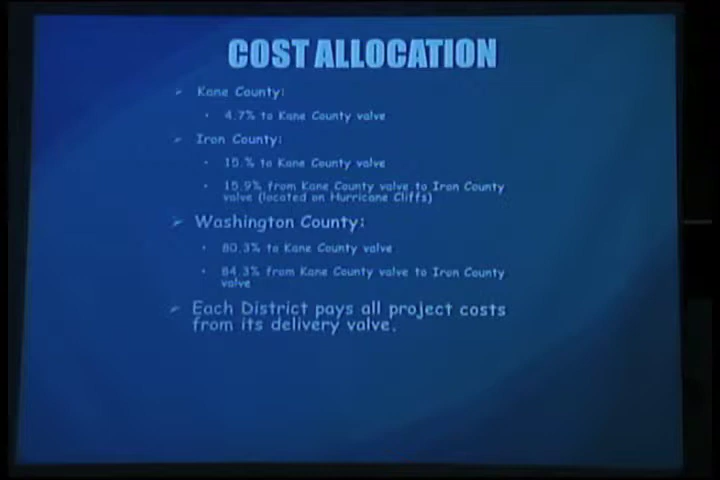 COST ALLOCATION
Kane County:
4.7% to Kane County valve
Iron County:
15.% to Kane County valve
15.9% from Kane County valve to Iron County
valve (located on Hurricane Cliffs)
Washington County:
80.3% to Kane County valve
84.3% from Kane County valve to Iron County
valve
Each District pays all project costs
from its delivery valve.